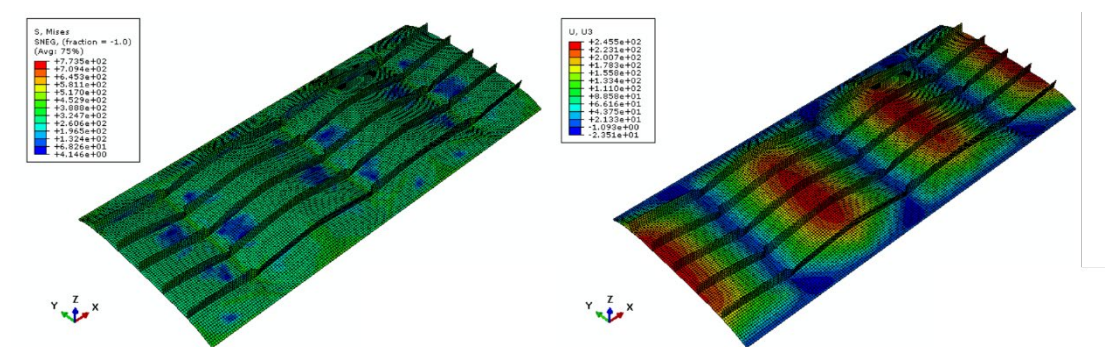 S, Mises
SNEG, (fraction = -1.0)
(Avg: 75%)
+7.735e+02
+7.094e+02
+6.453e+02
+5.811e+02
+5.170e+02
+4.529e+02
+3.888e+02
+3.247e+02
+2.606e+02
+1.965e+02
+1.324e+02
+6.826e+01
+4.146e+00
Y Z X
U, U3
+2.455e+02
+2.231e+02
+2.007e+02
+1.783e+02
+1.558e+02
+1.334e+02
+1.110e+02
+8.858e+01
+6.616e+01
+4.375e+01
+2.133e+01
-1.093e+00
-2.351e+01
Y Z X